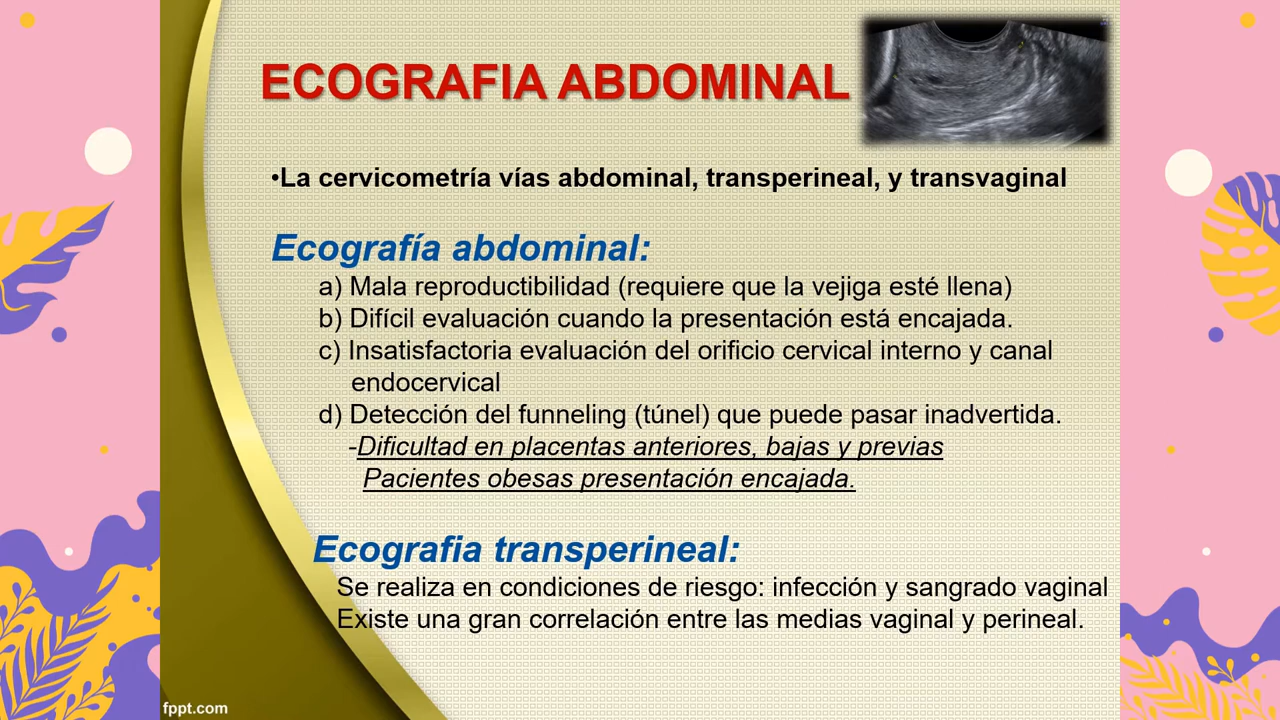 ECOGRAFIA ABDOMINAL
•La cervicometría vías abdominal, transperineal, y transvaginal
Ecografía abdominal:
a) Mala reproductibilidad (requiere que la vejiga esté llena)
b) Difícil evaluación cuando la presentación está encajada.
c) Insatisfactoria evaluación del orificio cervical interno y canal
endocervical
d) Detección del funneling (túnel) que puede pasar inadvertida.
-Dificultad en placentas anteriores, bajas y previas
Pacientes obesas presentación encajada.
Ecografia transperineal:
Se realiza en condiciones de riesgo: infección y sangrado vaginal
Existe una gran correlación entre las medias vaginal y perineal.
fppt.com